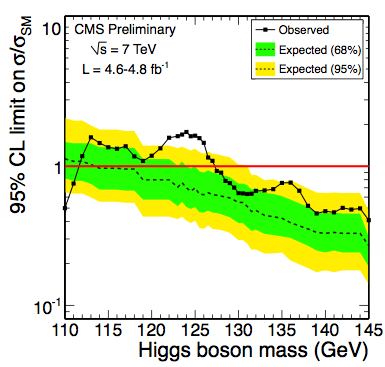 95% CL limit on σ/σSM
10
1
10⁻¹
CMS Preliminary
√s = 7 TeV
L = 4.6-4.8 fb⁻¹
Observed
Expected (68%)
Expected (95%)
110 115 120 125 130 135 140 145
Higgs boson mass (GeV)